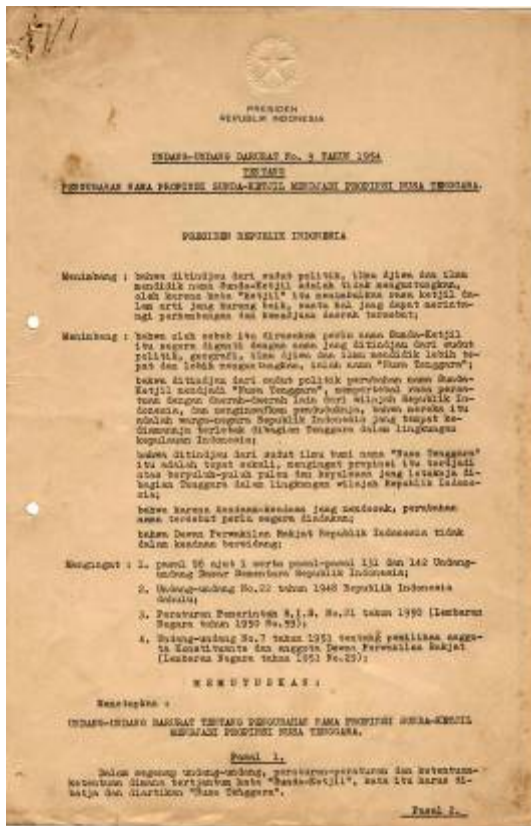 PRESIDEN
REPUBLIK INDONESIA
UNDANG-UNDANG DARURAT No. 9 TAHUN 1954
TENTANG
PENGUBAHAN NAMA PROPINSI SUNDA-KETJIL MENDJADI PROPINSI NUSA TENGGARA.
PRESIDEN REPUBLIK INDONESIA
Menimbang : bahwa ditindjau dari sudut politik, ilmu djiwa dan ilmu
mendidik nama Sunda-Ketjil adalah tidak menguntungkan,
oleh karena kata "ketjil" itu menimbulkan rasa ketjil da-
lam arti jang kurang baik, suatu hal jang dapat merinta-
ngi perkembangan dan kemadjuan daerah tersebut;
Menimbang : bahwa oleh sebab itu dirasakan perlu nama Sunda-Ketjil
itu segera diganti dengan nama jang ditindjau dari sudut
politik, geografi, ilmu djiwa dan ilmu mendidik lebih te-
pat dan lebih menguntungkan, ialah nama "Nusa Tenggara";
bahwa ditindjau dari sudut politik perubahan nama Sunda-
Ketjil mendjadi "Nusa Tenggara", mempertebal rasa persa-
tuan dengan daerah-daerah lain dari wilajah Republik In-
donesia, dan menginsafkan penduduknja, bahwa mereka itu
adalah warga-negara Republik Indonesia jang tempat ke-
diamannja terletak dibagian Tenggara dalam lingkungan
kepulauan Indonesia;
bahwa ditindjau dari sudut ilmu bumi nama "Nusa Tenggara"
itu adalah tepat sekali, mengingat propinsi itu terdjadi
atas berpuluh-puluh pulau dan kepulauan jang letaknja di-
bagian Tenggara dalam lingkungan wilajah Republik Indone-
sia;
bahwa karena keadaan-keadaan jang mendesak, perubahan
nama tersebut perlu segera diadakan;
bahwa Dewan Perwakilan Rakjat Republik Indonesia tidak
dalam keadaan bersidang;
Mengingat : 1. pasal 96 ajat 1 serta pasal-pasal 131 dan 142 Undang-
undang Dasar Sementara Republik Indonesia;
2. Undang-undang No.22 tahun 1948 Republik Indonesia
dahulu;
3. Peraturan Pemerintah R.I.S. No.21 tahun 1950 (Lembaran
Negara tahun 1950 No.59);
4. Undang-undang No.7 tahun 1953 tentang pemilihan anggo-
ta Konstituante dan anggota Dewan Perwakilan Rakjat
(Lembaran Negara tahun 1953 No.29);
MEMUTUSKAN :
Menetapkan :
UNDANG-UNDANG DARURAT TENTANG PENGUBAHAN NAMA PROPINSI SUNDA-KETJIL
MENDJADI PROPINSI NUSA TENGGARA.
Pasal 1.
Dalam segenap undang-undang, peraturan-peraturan dan ketentuan-
ketentuan dimana tertjantum kata "Sunda-Ketjil", kata itu harus di-
batja dan diartikan "Nusa Tenggara".
Pasal 2.